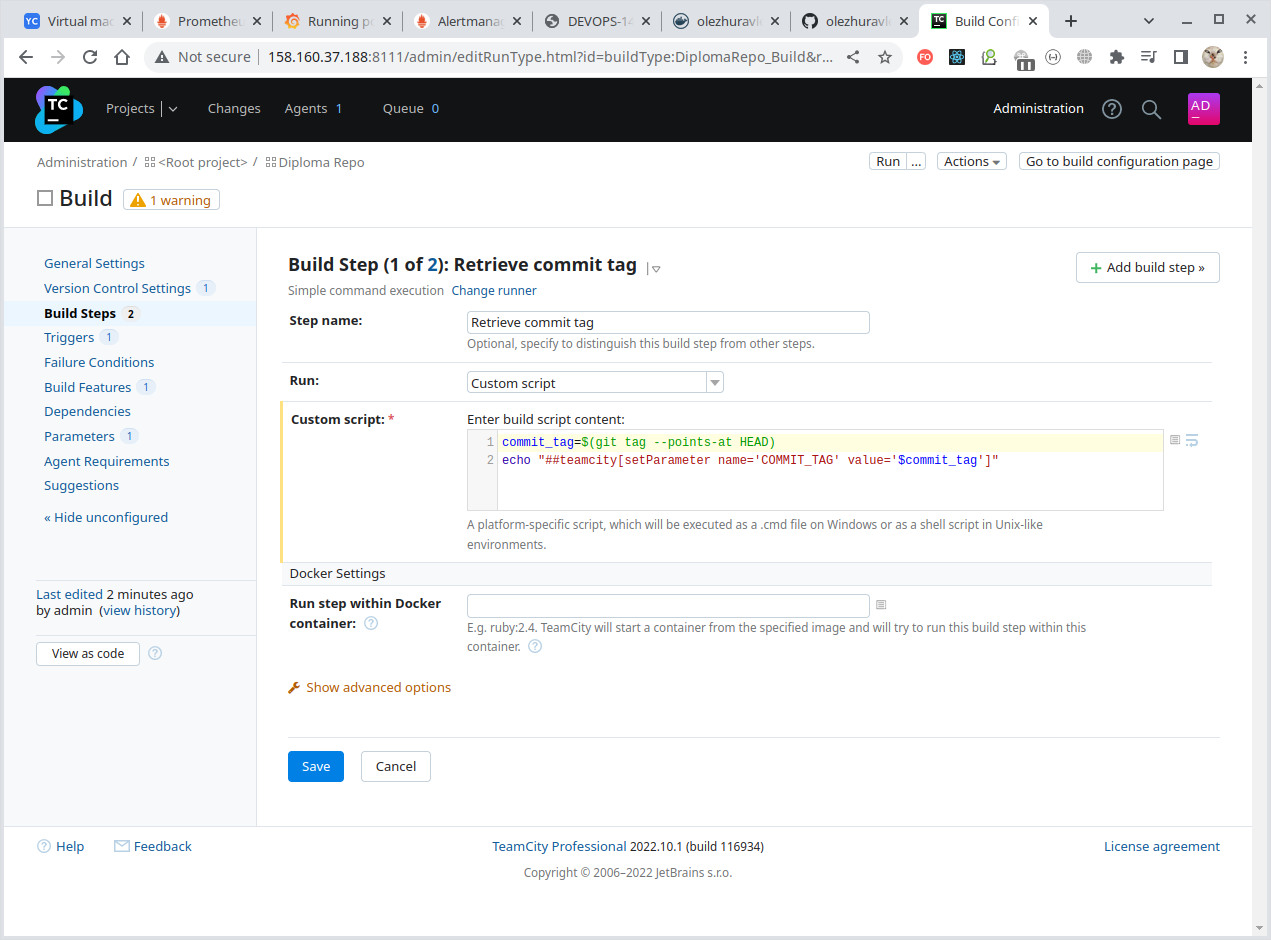 YC Virtual mac
Prometheu
Running po
Alertmana
DEVOPS-14
olezhuravl
olezhuravl
Build Confi
Not secure 158.160.37.188:8111/admin/editRunType.html?id=buildType:DiplomaRepo_Build&r...
FO
TC
Projects
Changes
Agents 1
Queue 0
Administration
AD
Administration / <Root project> / Diploma Repo
Run ... Actions Go to build configuration page
Build 1 warning
General Settings
Version Control Settings 1
Build Steps 2
Triggers 1
Failure Conditions
Build Features 1
Dependencies
Parameters 1
Agent Requirements
Suggestions
« Hide unconfigured
Last edited 2 minutes ago
by admin (view history)
View as code
Build Step (1 of 2): Retrieve commit tag
Add build step »
Simple command execution Change runner
Step name: Retrieve commit tag
Optional, specify to distinguish this build step from other steps.
Run: Custom script
Custom script: * Enter build script content:
1 commit_tag=$(git tag --points-at HEAD)
2 echo "##teamcity[setParameter name='COMMIT_TAG' value='$commit_tag']"
A platform-specific script, which will be executed as a .cmd file on Windows or as a shell script in Unix-like
environments.
Docker Settings
Run step within Docker
container:
E.g. ruby:2.4. TeamCity will start a container from the specified image and will try to run this build step within this
container.
Show advanced options
Save Cancel
Help Feedback TeamCity Professional 2022.10.1 (build 116934) License agreement
Copyright © 2006–2022 JetBrains s.r.o.